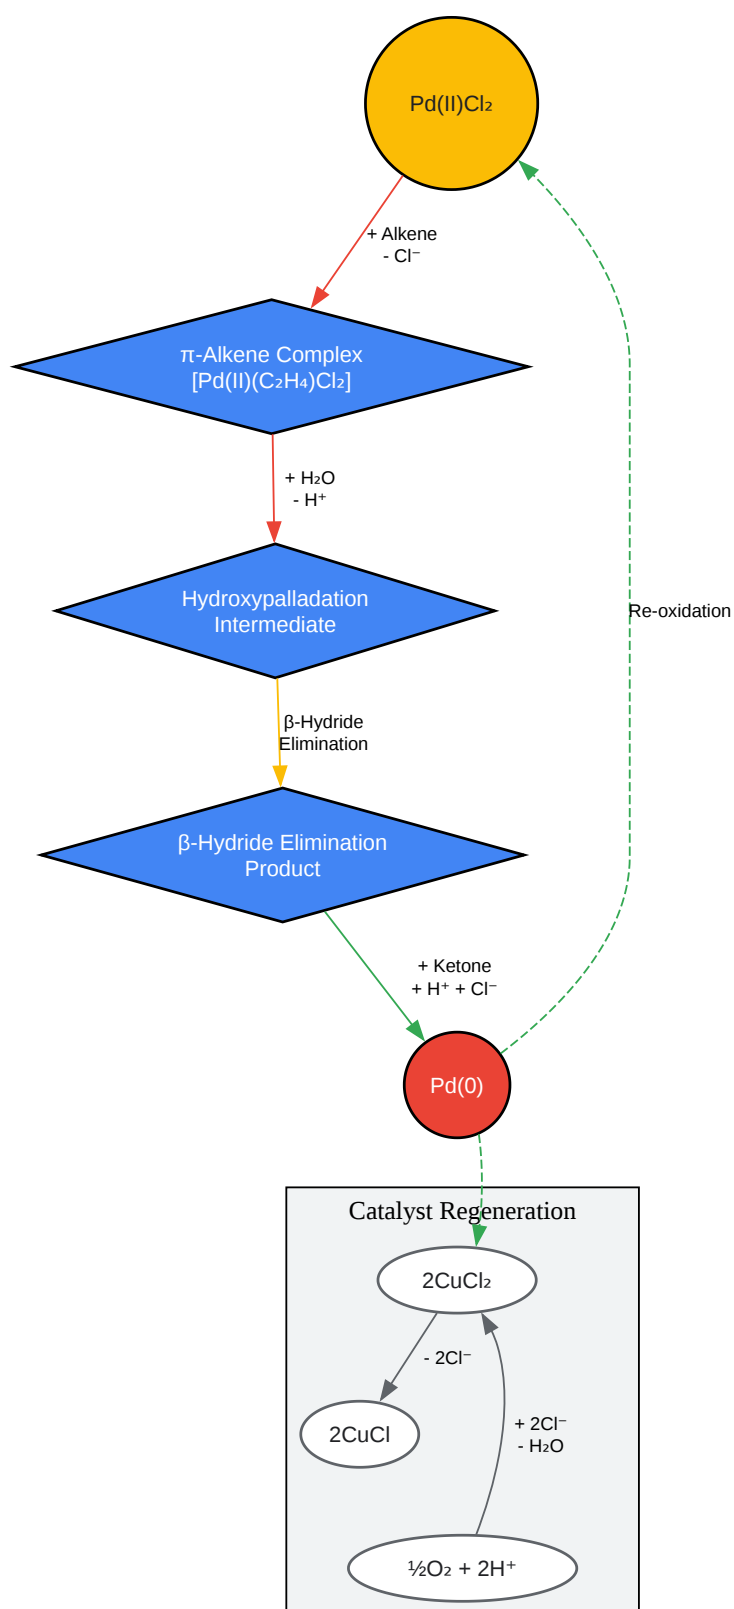 Pd(II)Cl₂
+ Alkene
- Cl⁻
π-Alkene Complex
[Pd(II)(C₂H₄)Cl₂]
+ H₂O
- H⁺
Hydroxypalladation
Intermediate
Re-oxidation
β-Hydride
Elimination
β-Hydride Elimination
Product
+ Ketone
+ H⁺ + Cl⁻
Pd(0)
Catalyst Regeneration
2CuCl₂
- 2Cl⁻
2CuCl
+ 2Cl⁻
- H₂O
½O₂ + 2H⁺